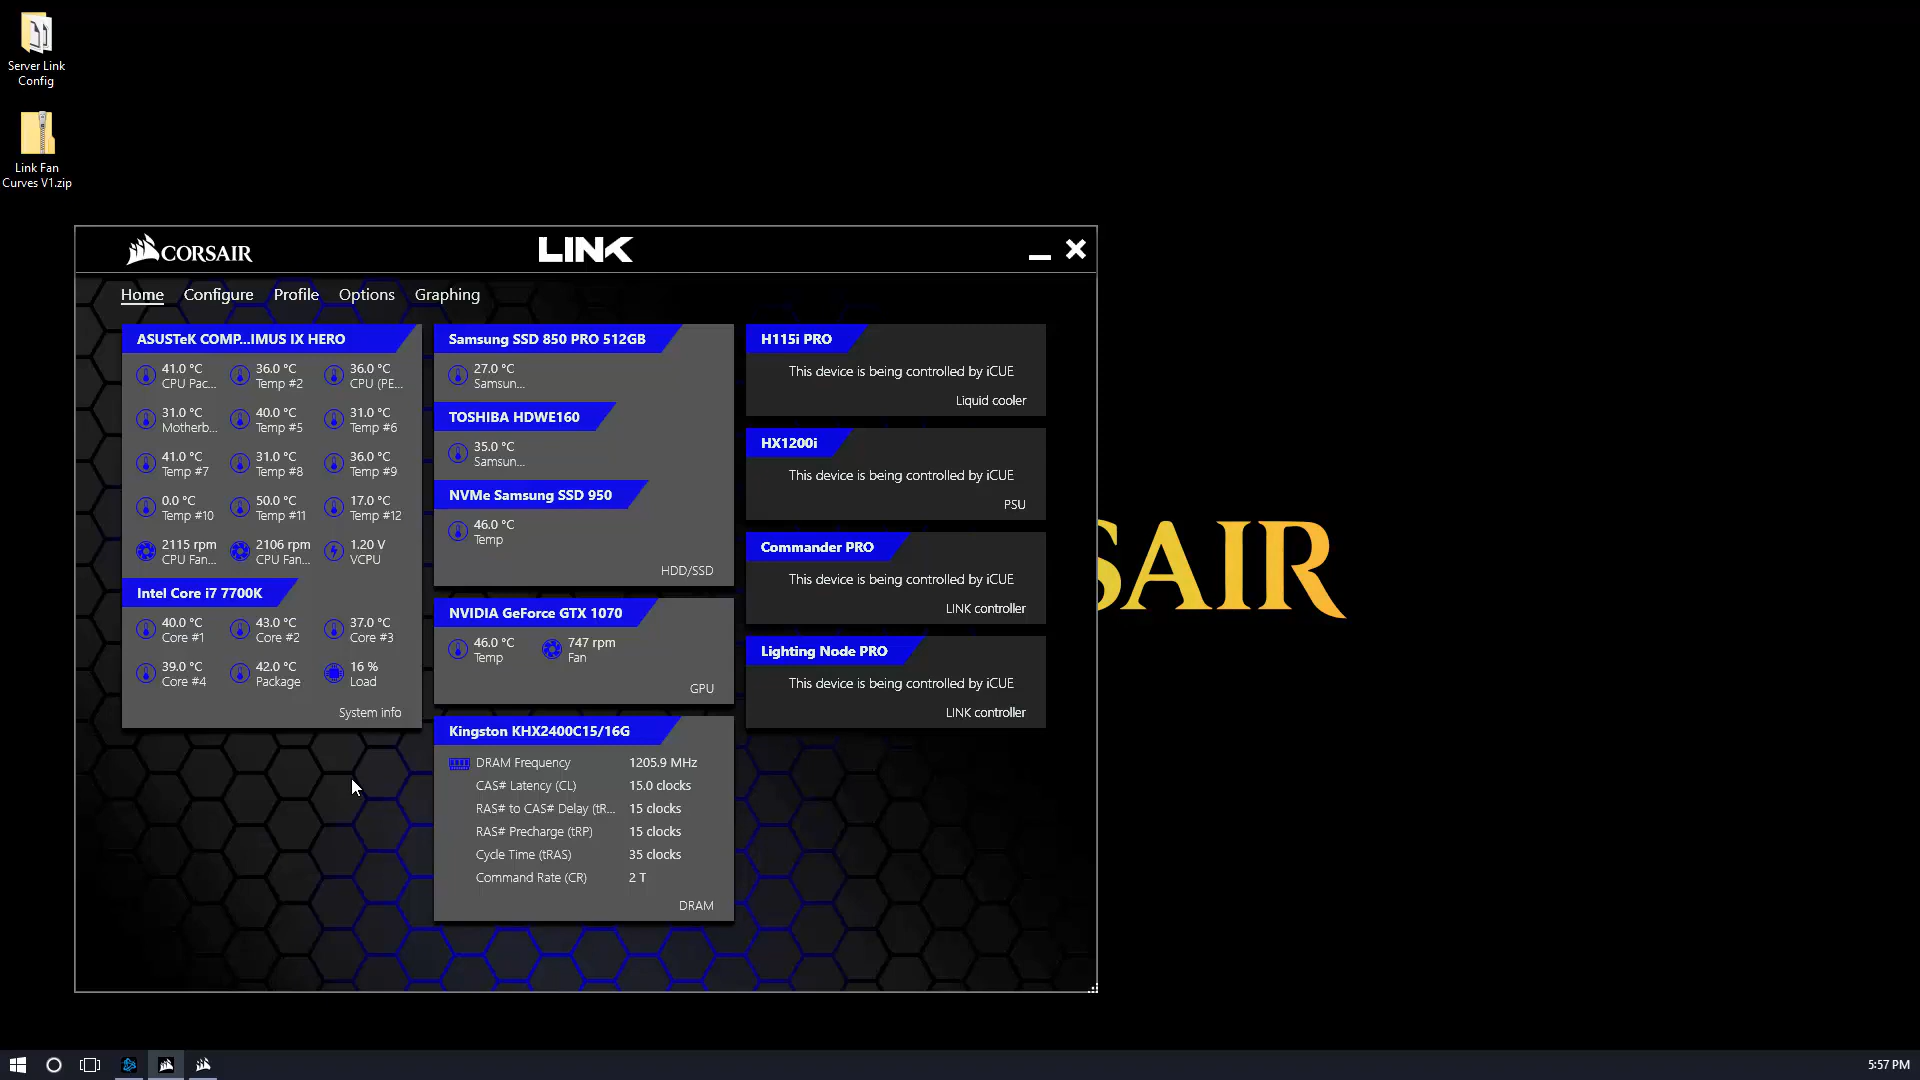 Server Link
Config
Link Fan
Curves V1.zip
CORSAIR
LINK
Home Configure Profile Options Graphing
ASUSTeK COMP...IMUS IX HERO
41.0 °C 36.0 °C 36.0 °C
CPU Pac... Temp #2 CPU (PE...
31.0 °C 40.0 °C 31.0 °C
Motherb... Temp #5 Temp #6
41.0 °C 31.0 °C 36.0 °C
Temp #7 Temp #8 Temp #9
0.0 °C 50.0 °C 17.0 °C
Temp #10 Temp #11 Temp #12
2115 rpm 2106 rpm 1.20 V
CPU Fan... CPU Fan... VCPU
Intel Core i7 7700K
40.0 °C 43.0 °C 37.0 °C
Core #1 Core #2 Core #3
39.0 °C 42.0 °C 16 %
Core #4 Package Load
System info
Samsung SSD 850 PRO 512GB
27.0 °C
Samsun...
TOSHIBA HDWE160
35.0 °C
Samsun...
NVMe Samsung SSD 950
46.0 °C
Temp
HDD/SSD
NVIDIA GeForce GTX 1070
46.0 °C 747 rpm
Temp Fan
GPU
Kingston KHX2400C15/16G
DRAM Frequency 1205.9 MHz
CAS# Latency (CL) 15.0 clocks
RAS# to CAS# Delay (tR... 15 clocks
RAS# Precharge (tRP) 15 clocks
Cycle Time (tRAS) 35 clocks
Command Rate (CR) 2 T
DRAM
H115i PRO
This device is being controlled by iCUE
Liquid cooler
HX1200i
This device is being controlled by iCUE
PSU
Commander PRO
This device is being controlled by iCUE
LINK controller
Lighting Node PRO
This device is being controlled by iCUE
LINK controller
SAIR
5:57 PM